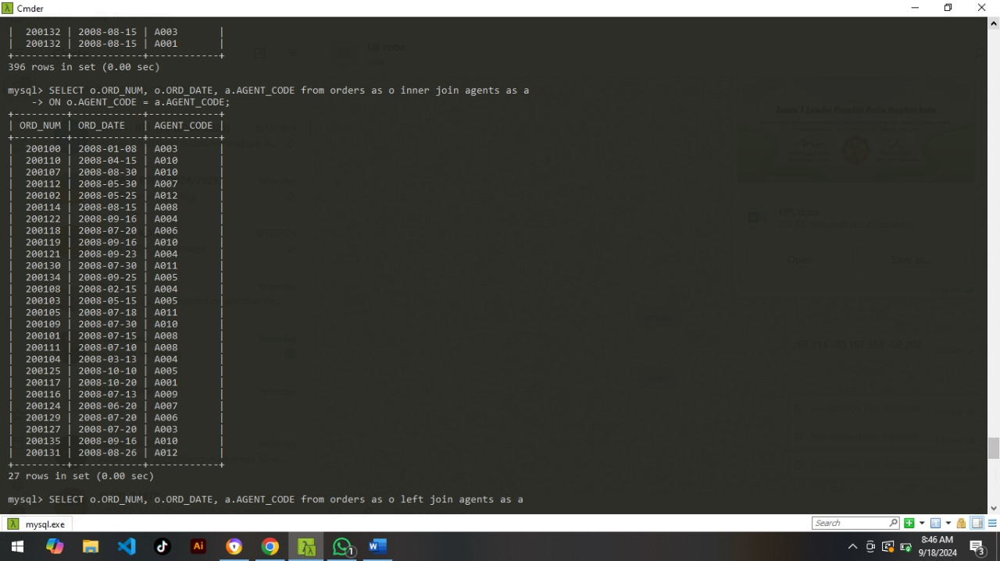 Cmder
|  200132 | 2008-08-15 | A003       |
|  200132 | 2008-08-15 | A001       |
+---------+------------+------------+
396 rows in set (0.00 sec)
mysql> SELECT o.ORD_NUM, o.ORD_DATE, a.AGENT_CODE from orders as o inner join agents as a
    -> ON o.AGENT_CODE = a.AGENT_CODE;
+---------+------------+------------+
| ORD_NUM | ORD_DATE   | AGENT_CODE |
+---------+------------+------------+
|  200100 | 2008-01-08 | A003       |
|  200110 | 2008-04-15 | A010       |
|  200107 | 2008-08-30 | A010       |
|  200112 | 2008-05-30 | A007       |
|  200102 | 2008-05-25 | A012       |
|  200114 | 2008-08-15 | A008       |
|  200122 | 2008-09-16 | A004       |
|  200118 | 2008-07-20 | A006       |
|  200119 | 2008-09-16 | A010       |
|  200121 | 2008-09-23 | A004       |
|  200130 | 2008-07-30 | A011       |
|  200134 | 2008-09-25 | A005       |
|  200108 | 2008-02-15 | A004       |
|  200103 | 2008-05-15 | A005       |
|  200105 | 2008-07-18 | A011       |
|  200109 | 2008-07-30 | A010       |
|  200101 | 2008-07-15 | A008       |
|  200111 | 2008-07-10 | A008       |
|  200104 | 2008-03-13 | A004       |
|  200125 | 2008-10-10 | A005       |
|  200117 | 2008-10-20 | A001       |
|  200116 | 2008-07-13 | A009       |
|  200124 | 2008-06-20 | A007       |
|  200129 | 2008-07-20 | A006       |
|  200127 | 2008-07-20 | A003       |
|  200135 | 2008-09-16 | A010       |
|  200131 | 2008-08-26 | A012       |
+---------+------------+------------+
27 rows in set (0.00 sec)
mysql> SELECT o.ORD_NUM, o.ORD_DATE, a.AGENT_CODE from orders as o left join agents as a
mysql.exe
Search
Ai
1
8:46 AM
9/18/2024
3